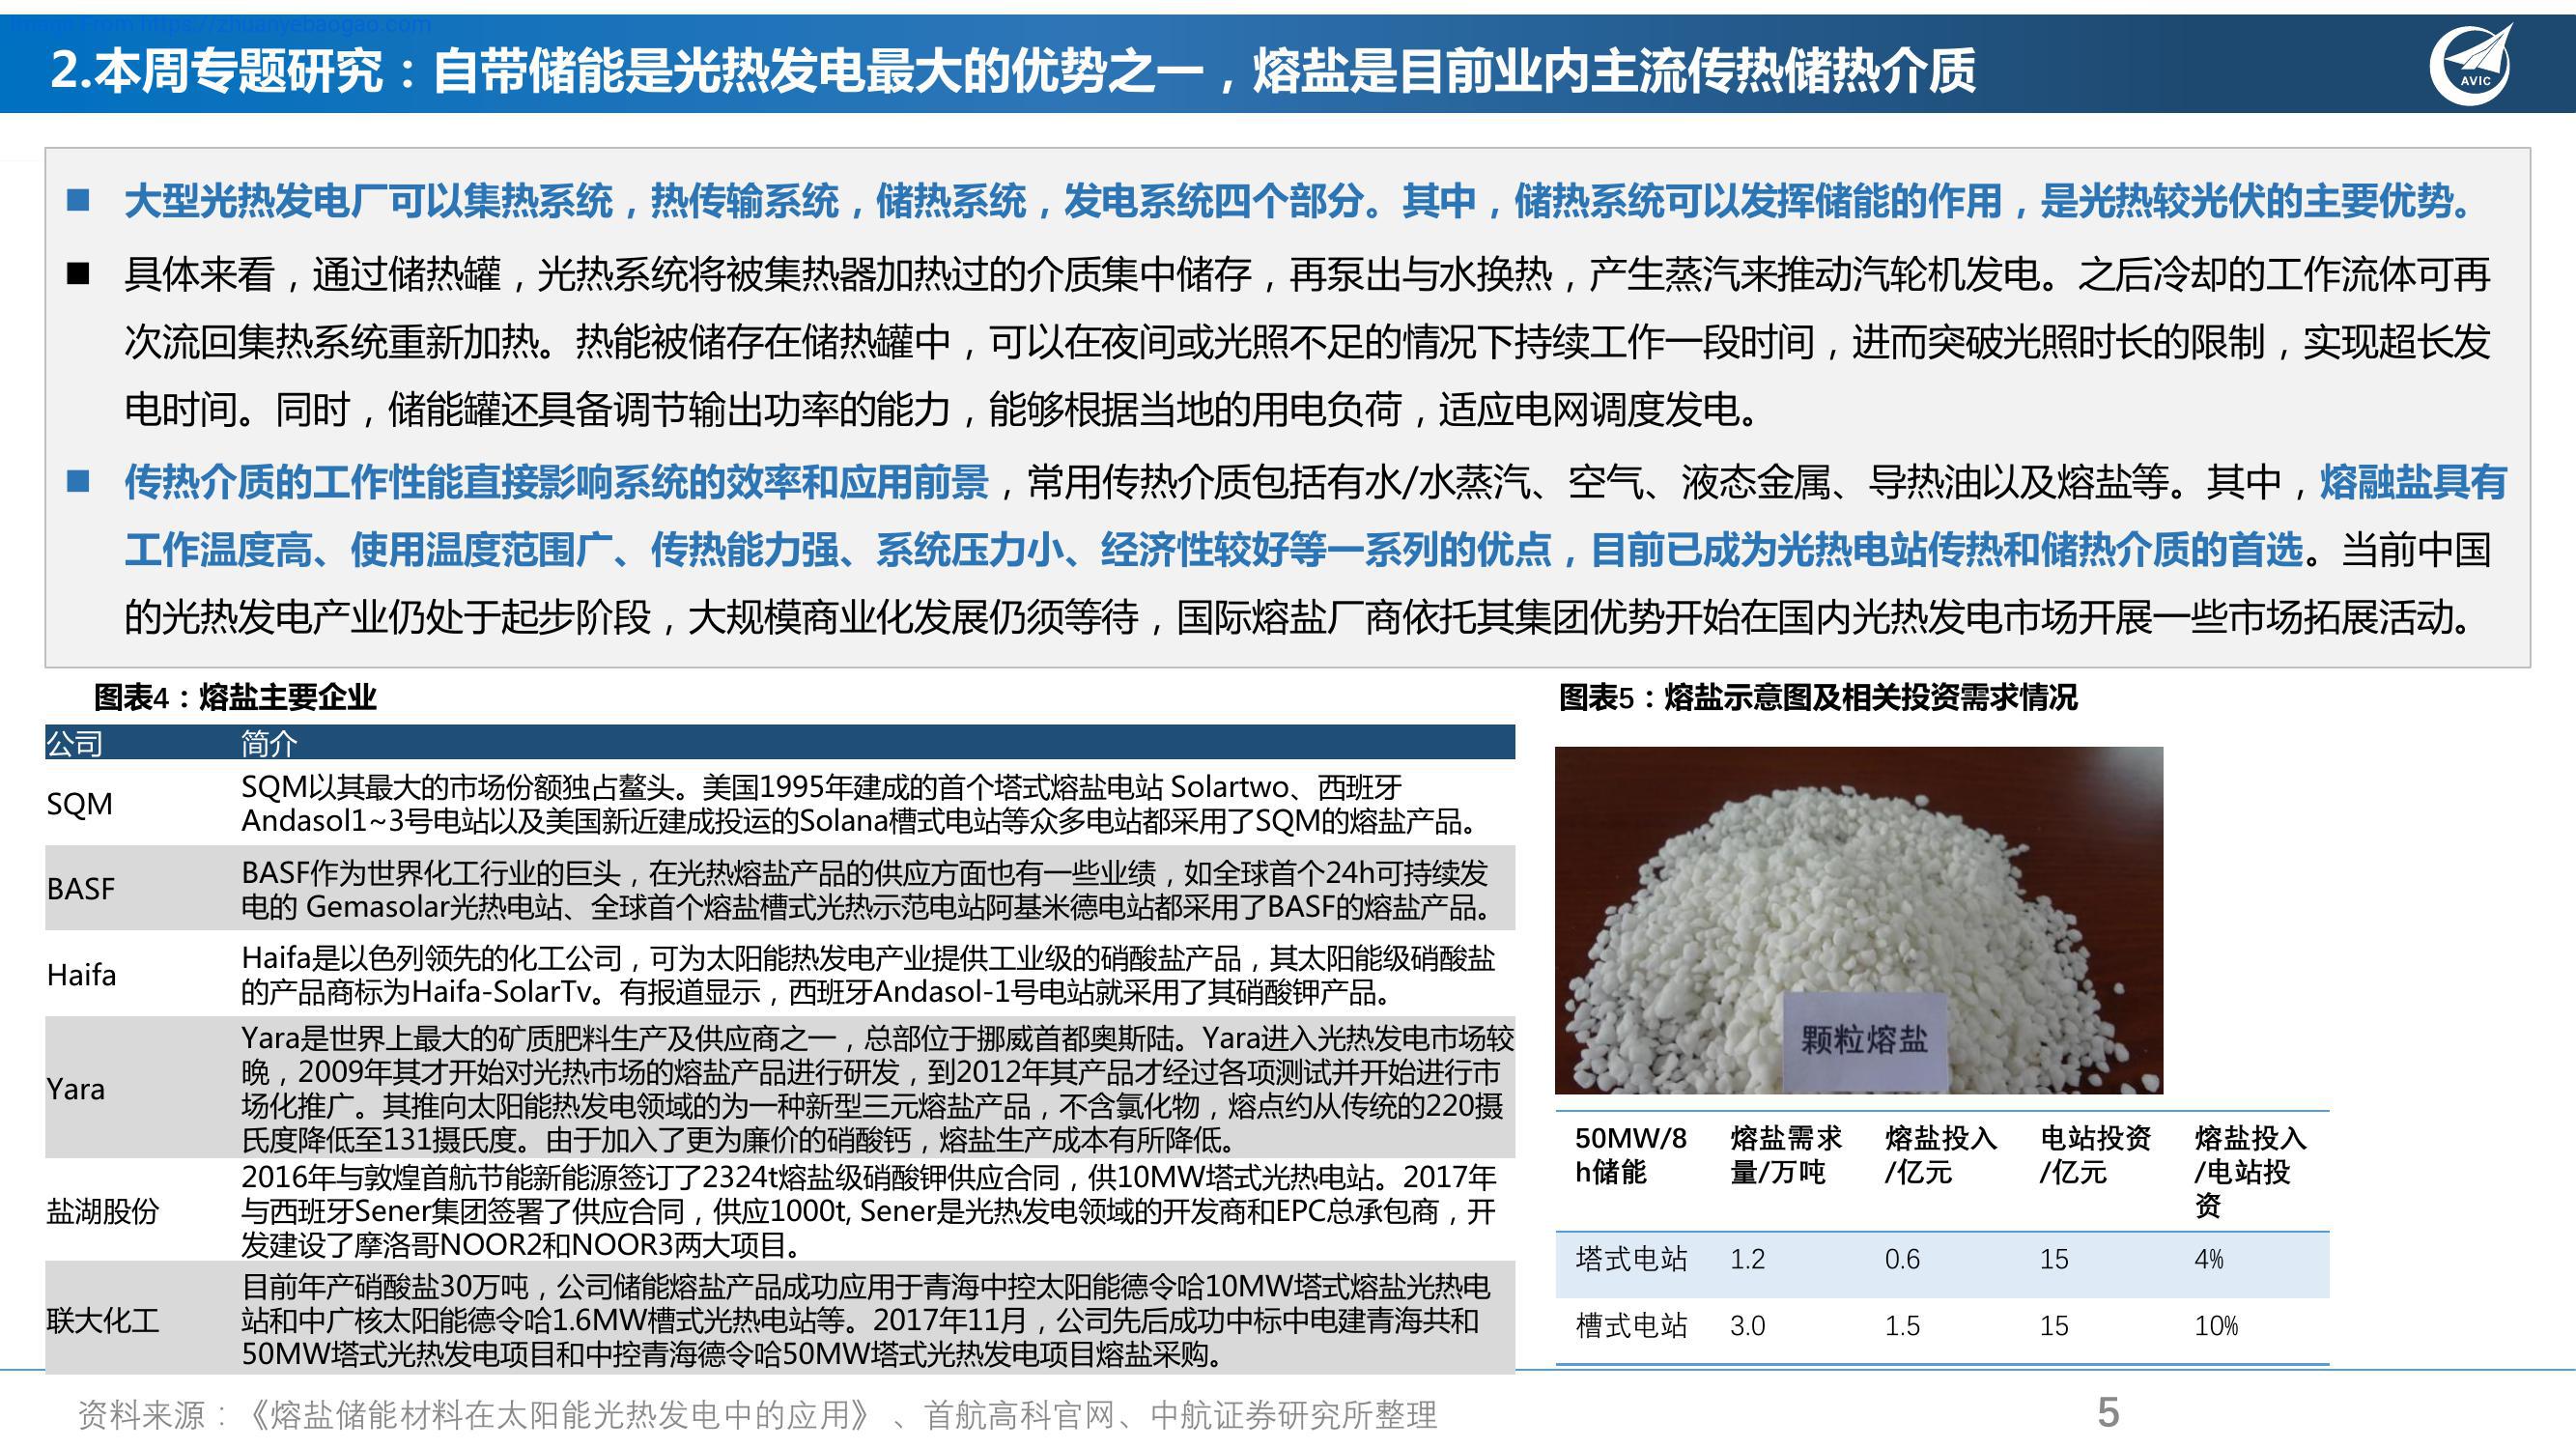 Image From https://zhuanyebaogao.com
2.本周专题研究：自带储能是光热发电最大的优势之一，熔盐是目前业内主流传热储热介质
AVIC
■ 大型光热发电厂可以集热系统，热传输系统，储热系统，发电系统四个部分。其中，储热系统可以发挥储能的作用，是光热较光伏的主要优势。
■ 具体来看，通过储热罐，光热系统将被集热器加热过的介质集中储存，再泵出与水换热，产生蒸汽来推动汽轮机发电。之后冷却的工作流体可再
次流回集热系统重新加热。热能被储存在储热罐中，可以在夜间或光照不足的情况下持续工作一段时间，进而突破光照时长的限制，实现超长发
电时间。同时，储能罐还具备调节输出功率的能力，能够根据当地的用电负荷，适应电网调度发电。
■ 传热介质的工作性能直接影响系统的效率和应用前景，常用传热介质包括有水/水蒸汽、空气、液态金属、导热油以及熔盐等。其中，熔融盐具有
工作温度高、使用温度范围广、传热能力强、系统压力小、经济性较好等一系列的优点，目前已成为光热电站传热和储热介质的首选。当前中国
的光热发电产业仍处于起步阶段，大规模商业化发展仍须等待，国际熔盐厂商依托其集团优势开始在国内光热发电市场开展一些市场拓展活动。
图表4：熔盐主要企业
公司 简介
SQM
SQM以其最大的市场份额独占鳌头。美国1995年建成的首个塔式熔盐电站 Solartwo、西班牙
Andasol1~3号电站以及美国新近建成投运的Solana槽式电站等众多电站都采用了SQM的熔盐产品。
BASF
BASF作为世界化工行业的巨头，在光热熔盐产品的供应方面也有一些业绩，如全球首个24h可持续发
电的 Gemasolar光热电站、全球首个熔盐槽式光热示范电站阿基米德电站都采用了BASF的熔盐产品。
Haifa
Haifa是以色列领先的化工公司，可为太阳能热发电产业提供工业级的硝酸盐产品，其太阳能级硝酸盐
的产品商标为Haifa-SolarTv。有报道显示，西班牙Andasol-1号电站就采用了其硝酸钾产品。
Yara
Yara是世界上最大的矿质肥料生产及供应商之一，总部位于挪威首都奥斯陆。Yara进入光热发电市场较
晚，2009年其才开始对光热市场的熔盐产品进行研发，到2012年其产品才经过各项测试并开始进行市
场化推广。其推向太阳能热发电领域的为一种新型三元熔盐产品，不含氯化物，熔点约从传统的220摄
氏度降低至131摄氏度。由于加入了更为廉价的硝酸钙，熔盐生产成本有所降低。
盐湖股份
2016年与敦煌首航节能新能源签订了2324t熔盐级硝酸钾供应合同，供10MW塔式光热电站。2017年
与西班牙Sener集团签署了供应合同，供应1000t, Sener是光热发电领域的开发商和EPC总承包商，开
发建设了摩洛哥NOOR2和NOOR3两大项目。
联大化工
目前年产硝酸盐30万吨，公司储能熔盐产品成功应用于青海中控太阳能德令哈10MW塔式熔盐光热电
站和中广核太阳能德令哈1.6MW槽式光热电站等。2017年11月，公司先后成功中标中电建青海共和
50MW塔式光热发电项目和中控青海德令哈50MW塔式光热发电项目熔盐采购。
图表5：熔盐示意图及相关投资需求情况
颗粒熔盐
50MW/8 熔盐需求 熔盐投入 电站投资 熔盐投入
h储能 量/万吨 /亿元 /亿元 /电站投
资
塔式电站 1.2 0.6 15 4%
槽式电站 3.0 1.5 15 10%
资料来源：《熔盐储能材料在太阳能光热发电中的应用》 、首航高科官网、中航证券研究所整理
5